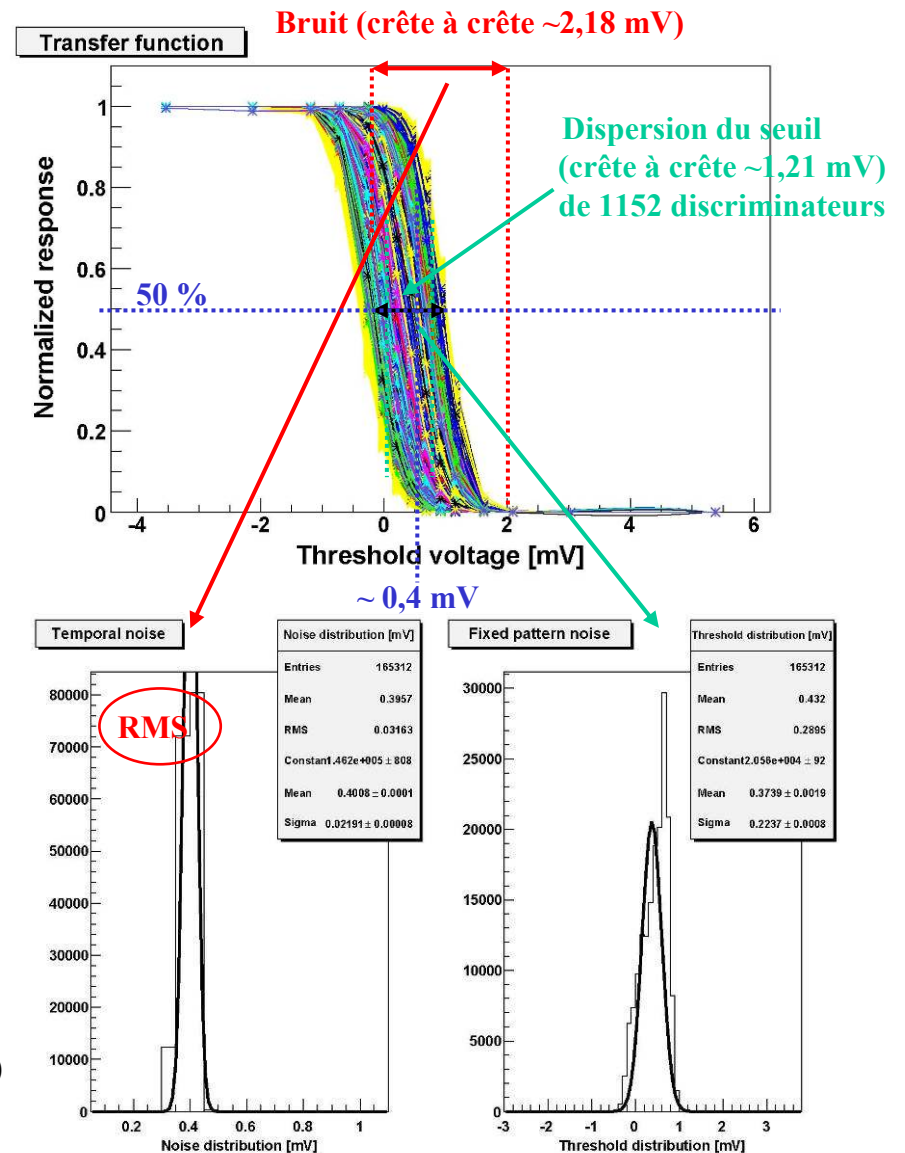 Bruit (crête à crête ~2,18 mV)
Transfer function
Dispersion du seuil
(crête à crête ~1,21 mV)
de 1152 discriminateurs
50 %
1
0.8
0.6
0.4
0.2
0
Normalized response
-4 -2 0 2 4 6
Threshold voltage [mV]
~ 0,4 mV
Temporal noise
Noise distribution [mV]
Entries 165312
Mean 0.3957
RMS 0.03163
Constant1.462e+005 ± 808
Mean 0.4008 ± 0.0001
Sigma 0.02191 ± 0.00008
RMS
80000
70000
60000
50000
40000
30000
20000
10000
0
0.2 0.4 0.6 0.8 1
Noise distribution [mV]
Fixed pattern noise
Threshold distribution [mV]
Entries 165312
Mean 0.432
RMS 0.2895
Constant2.056e+004 ± 92
Mean 0.3739 ± 0.0019
Sigma 0.2237 ± 0.0008
30000
25000
20000
15000
10000
5000
0
-3 -2 -1 0 1 2 3
Threshold distribution [mV]
)